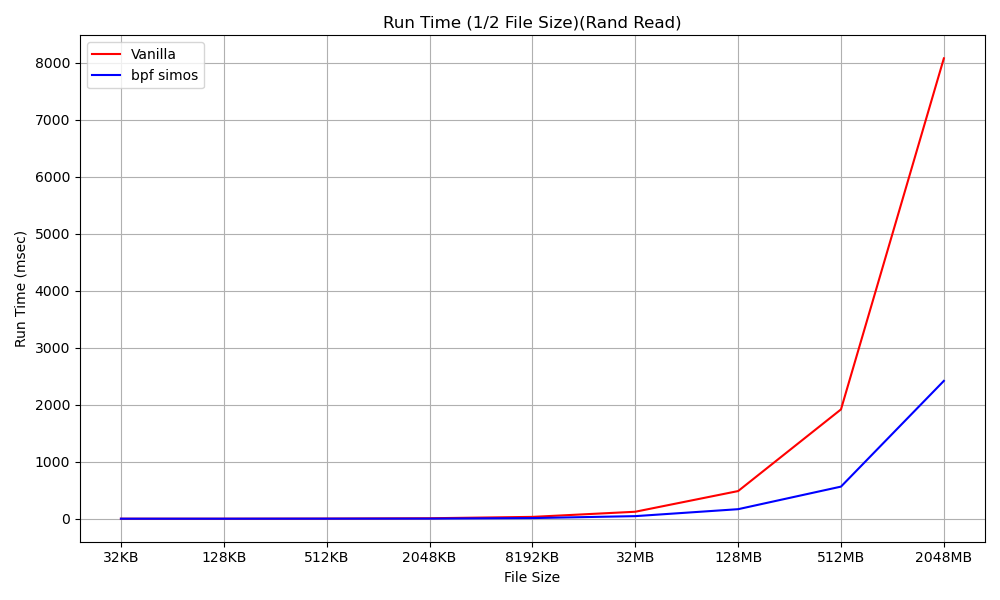 Run Time (1/2 File Size)(Rand Read)
Vanilla
bpf simos
Run Time (msec)
8000
7000
6000
5000
4000
3000
2000
1000
0
32KB 128KB 512KB 2048KB 8192KB 32MB 128MB 512MB 2048MB
File Size